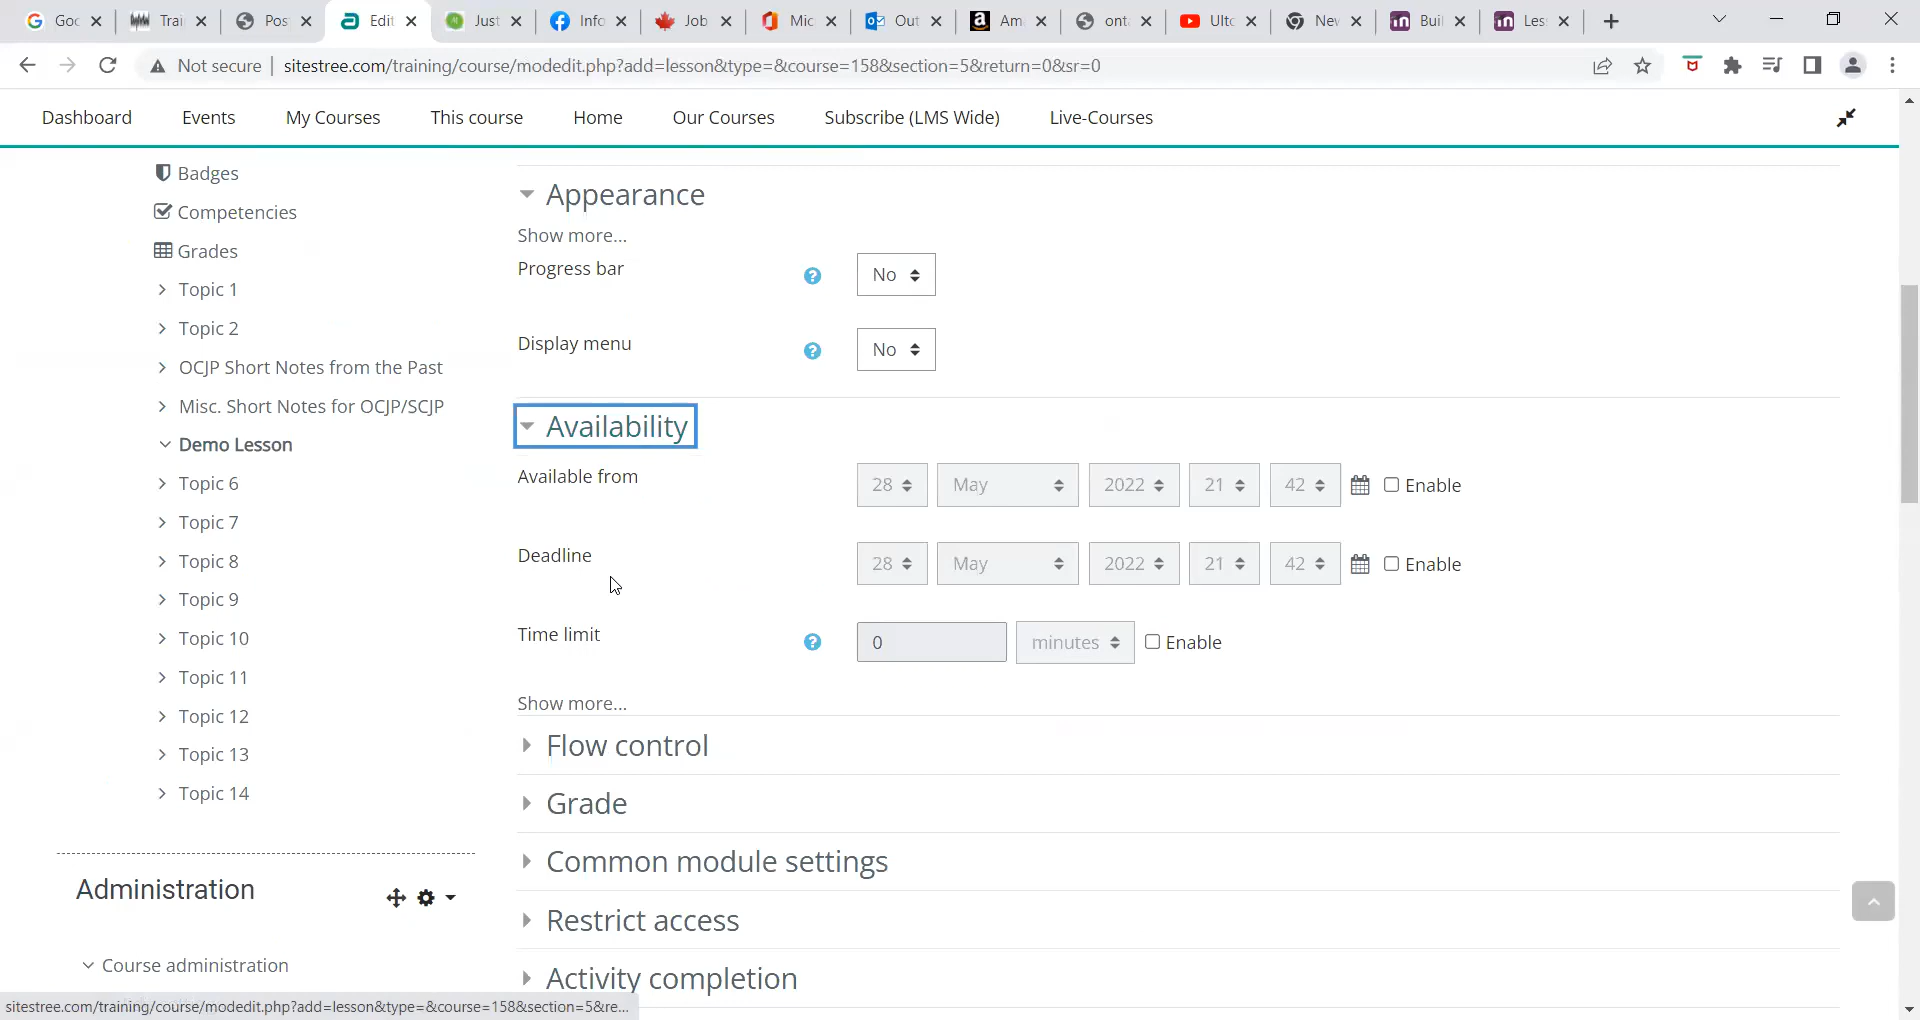 Goc
Trai
Pos
Edit
Just
Info
Job
Mic
Out
Am
ont
Ultc
Nev
Buil
Les
Not secure | sitestree.com/training/course/modedit.php?add=lesson&type=&course=158&section=5&return=0&sr=0
Dashboard Events My Courses This course Home Our Courses Subscribe (LMS Wide) Live-Courses
Badges
Competencies
Grades
Topic 1
Topic 2
OCJP Short Notes from the Past
Misc. Short Notes for OCJP/SCJP
Demo Lesson
Topic 6
Topic 7
Topic 8
Topic 9
Topic 10
Topic 11
Topic 12
Topic 13
Topic 14
Administration
Course administration
Appearance
Show more...
Progress bar ? No
Display menu ? No
Availability
Available from 28 May 2022 21 42 Enable
Deadline 28 May 2022 21 42 Enable
Time limit ? 0 minutes Enable
Show more...
Flow control
Grade
Common module settings
Restrict access
Activity completion
sitestree.com/training/course/modedit.php?add=lesson&type=&course=158&section=5&re...